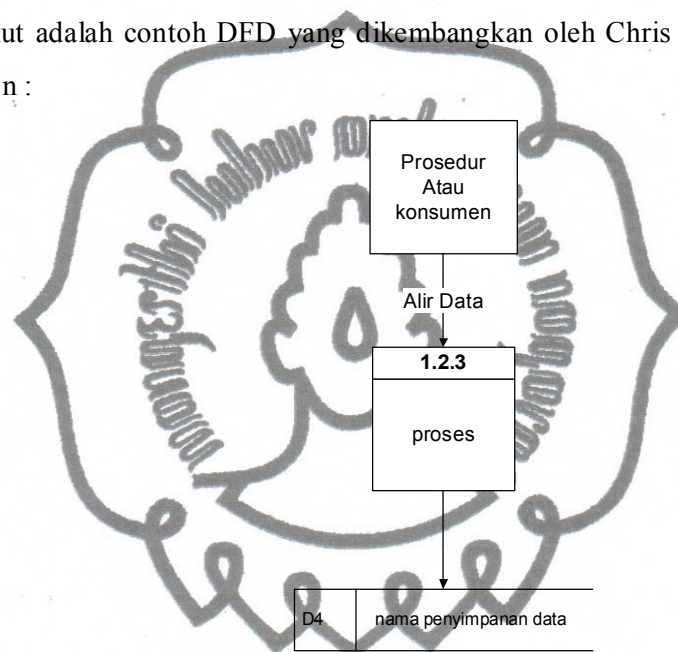 ut adalah contoh DFD yang dikembangkan oleh Chris
n :
Prosedur
Atau
konsumen
Alir Data
1.2.3
proses
D4 nama penyimpanan data